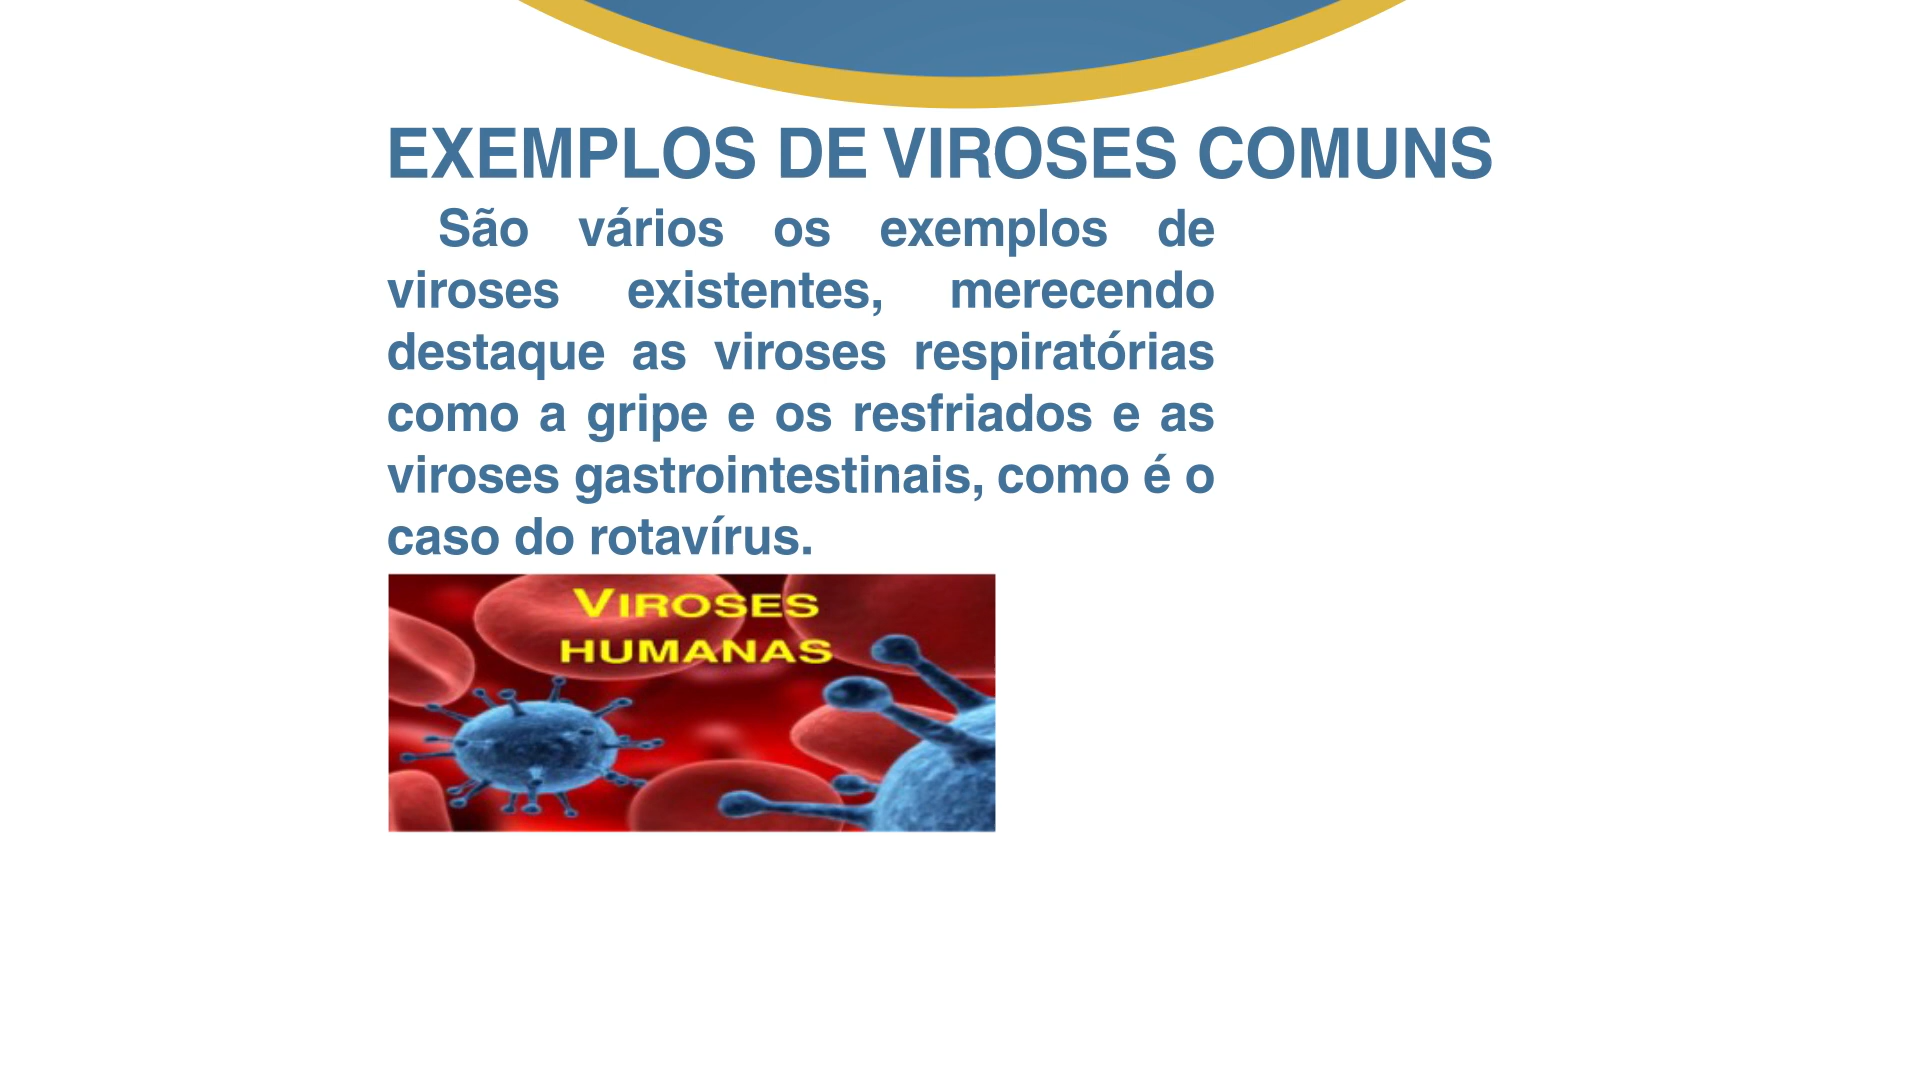 EXEMPLOS DE VIROSES COMUNS
São vários os exemplos de
viroses existentes, merecendo
destaque as viroses respiratórias
como a gripe e os resfriados e as
viroses gastrointestinais, como é o
caso do rotavírus.
VIROSES
HUMANAS